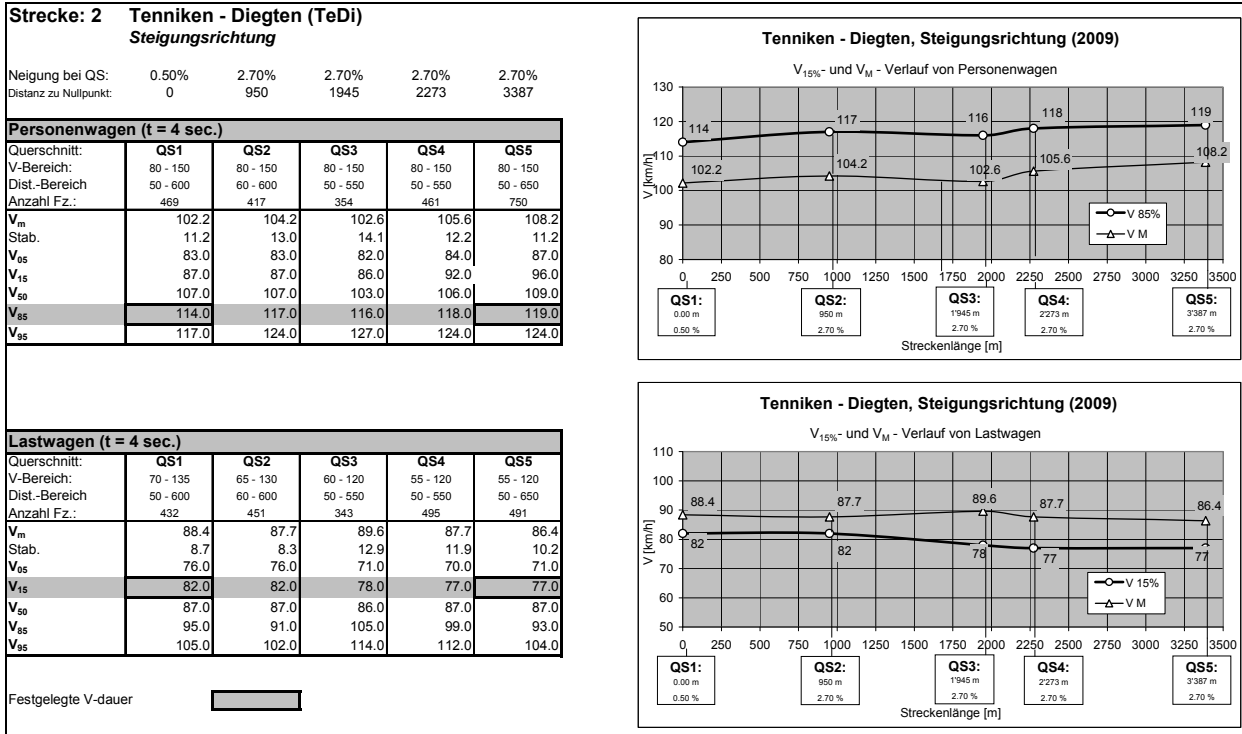 Strecke: 2 Tenniken - Diegten (TeDi)
Steigungsrichtung
Neigung bei QS: 0.50% 2.70% 2.70% 2.70% 2.70%
Distanz zu Nullpunkt: 0 950 1945 2273 3387
Personenwagen (t = 4 sec.)
Querschnitt: QS1 QS2 QS3 QS4 QS5
V-Bereich: 80 - 150 80 - 150 80 - 150 80 - 150 80 - 150
Dist.-Bereich 50 - 600 60 - 600 50 - 550 50 - 550 50 - 650
Anzahl Fz.: 469 417 354 461 750
Vm 102.2 104.2 102.6 105.6 108.2
Stab. 11.2 13.0 14.1 12.2 11.2
V05 83.0 83.0 82.0 84.0 87.0
V15 87.0 87.0 86.0 92.0 96.0
V50 107.0 107.0 103.0 106.0 109.0
V85 114.0 117.0 116.0 118.0 119.0
V95 117.0 124.0 127.0 124.0 124.0
Lastwagen (t = 4 sec.)
Querschnitt: QS1 QS2 QS3 QS4 QS5
V-Bereich: 70 - 135 65 - 130 60 - 120 55 - 120 55 - 120
Dist.-Bereich 50 - 600 60 - 600 50 - 550 50 - 550 50 - 650
Anzahl Fz.: 432 451 343 495 491
Vm 88.4 87.7 89.6 87.7 86.4
Stab. 8.7 8.3 12.9 11.9 10.2
V05 76.0 76.0 71.0 70.0 71.0
V15 82.0 82.0 78.0 77.0 77.0
V50 87.0 87.0 86.0 87.0 87.0
V85 95.0 91.0 105.0 99.0 93.0
V95 105.0 102.0 114.0 112.0 104.0
Festgelegte V-dauer
Tenniken - Diegten, Steigungsrichtung (2009)
V15%- und VM - Verlauf von Personenwagen
130
120
110
100
90
80
V [km/h]
114 117 116 118 119
102.2 104.2 102.6 105.6 108.2
V 85%
V M
0 250 500 750 1000 1250 1500 1750 2000 2250 2500 2750 3000 3250 3500
QS1: QS2: QS3: QS4: QS5:
0.00 m 950 m 1'945 m 2'273 m 3'387 m
0.50 % 2.70 % 2.70 % 2.70 % 2.70 %
Streckenlänge [m]
Tenniken - Diegten, Steigungsrichtung (2009)
V15%- und VM - Verlauf von Lastwagen
110
100
90
80
70
60
50
V [km/h]
88.4 87.7 89.6 87.7 86.4
82 82 78 77 77
V 15%
V M
0 250 500 750 1000 1250 1500 1750 2000 2250 2500 2750 3000 3250 3500
QS1: QS2: QS3: QS4: QS5:
0.00 m 950 m 1'945 m 2'273 m 3'387 m
0.50 % 2.70 % 2.70 % 2.70 % 2.70 %
Streckenlänge [m]